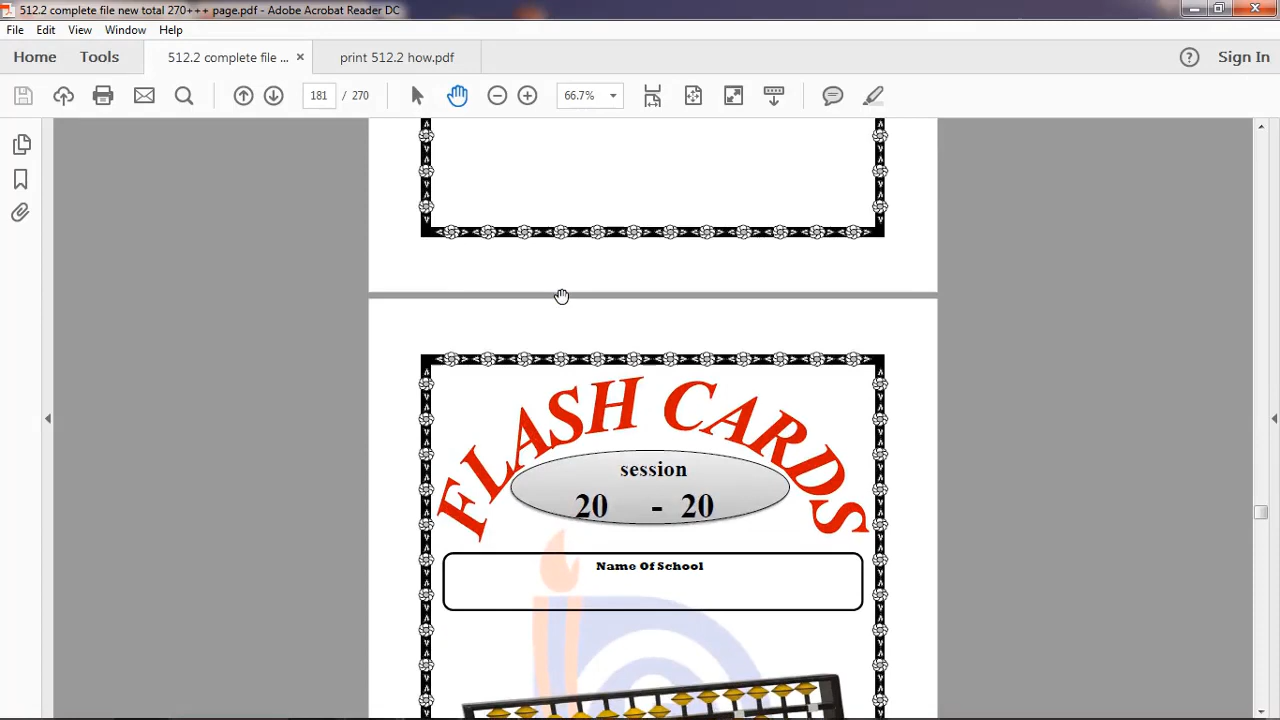 512.2 complete file new total 270+++ page.pdf - Adobe Acrobat Reader DC
File Edit View Window Help
Home Tools 512.2 complete file ... × print 512.2 how.pdf ? Sign In
181 / 270 66.7%
FLASH CARDS
session
20 - 20
Name Of School